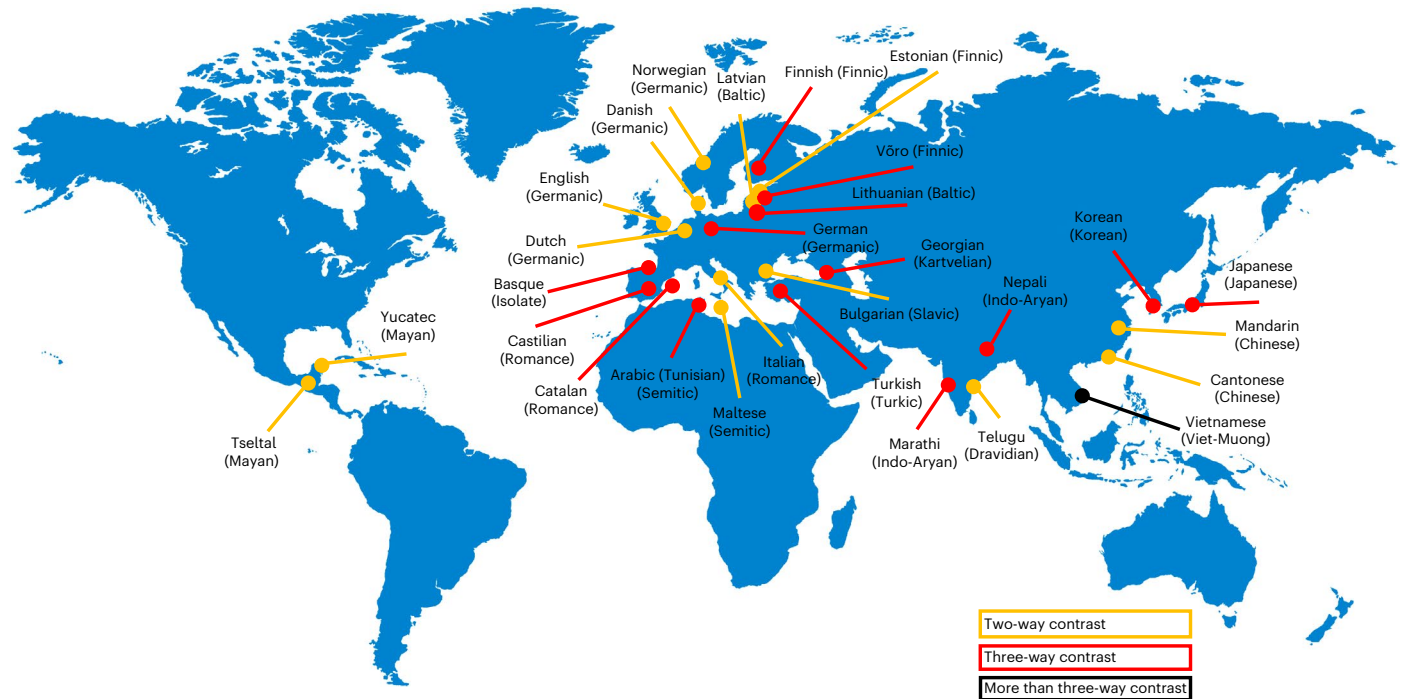 Norwegian
(Germanic)
Latvian
(Baltic)
Finnish (Finnic)
Estonian (Finnic)
Danish
(Germanic)
Võro (Finnic)
English
(Germanic)
Lithuanian (Baltic)
Dutch
(Germanic)
German
(Germanic)
Georgian
(Kartvelian)
Korean
(Korean)
Basque
(Isolate)
Nepali
(Indo-Aryan)
Japanese
(Japanese)
Yucatec
(Mayan)
Bulgarian (Slavic)
Mandarin
(Chinese)
Castilian
(Romance)
Catalan
(Romance)
Arabic (Tunisian)
(Semitic)
Italian
(Romance)
Turkish
(Turkic)
Cantonese
(Chinese)
Maltese
(Semitic)
Tseltal
(Mayan)
Marathi
(Indo-Aryan)
Telugu
(Dravidian)
Vietnamese
(Viet-Muong)
Two-way contrast
Three-way contrast
More than three-way contrast